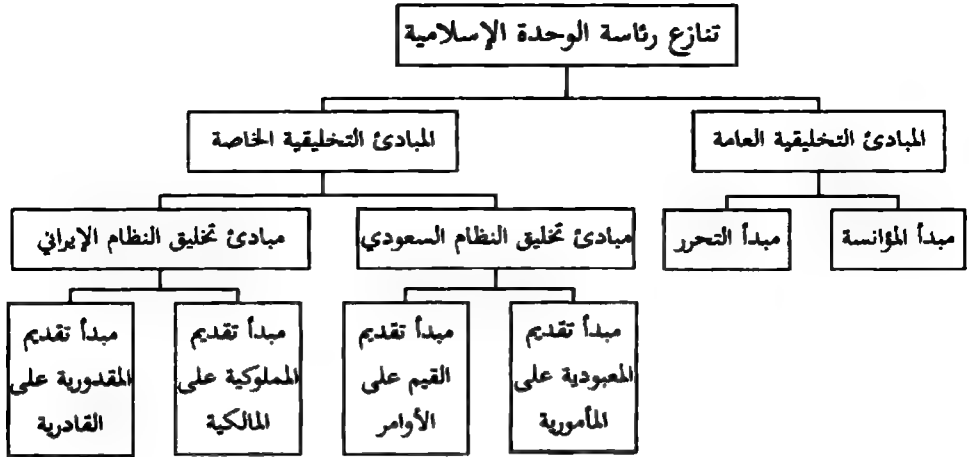 تنازع رئاسة الوحدة الإسلامية
المبادئ التخليقية العامة
المبادئ التخليقية الخاصة
مبدأ المؤانسة
مبدأ التحرر
مبادئ تخليق النظام السعودي
مبادئ تخليق النظام الإيراني
مبدأ تقديم
المعبودية على
المأمورية
مبدأ تقديم
القيم على
الأوامر
مبدأ تقديم
المملوكية على
المالكية
مبدأ تقديم
المقدورية على
القادرية